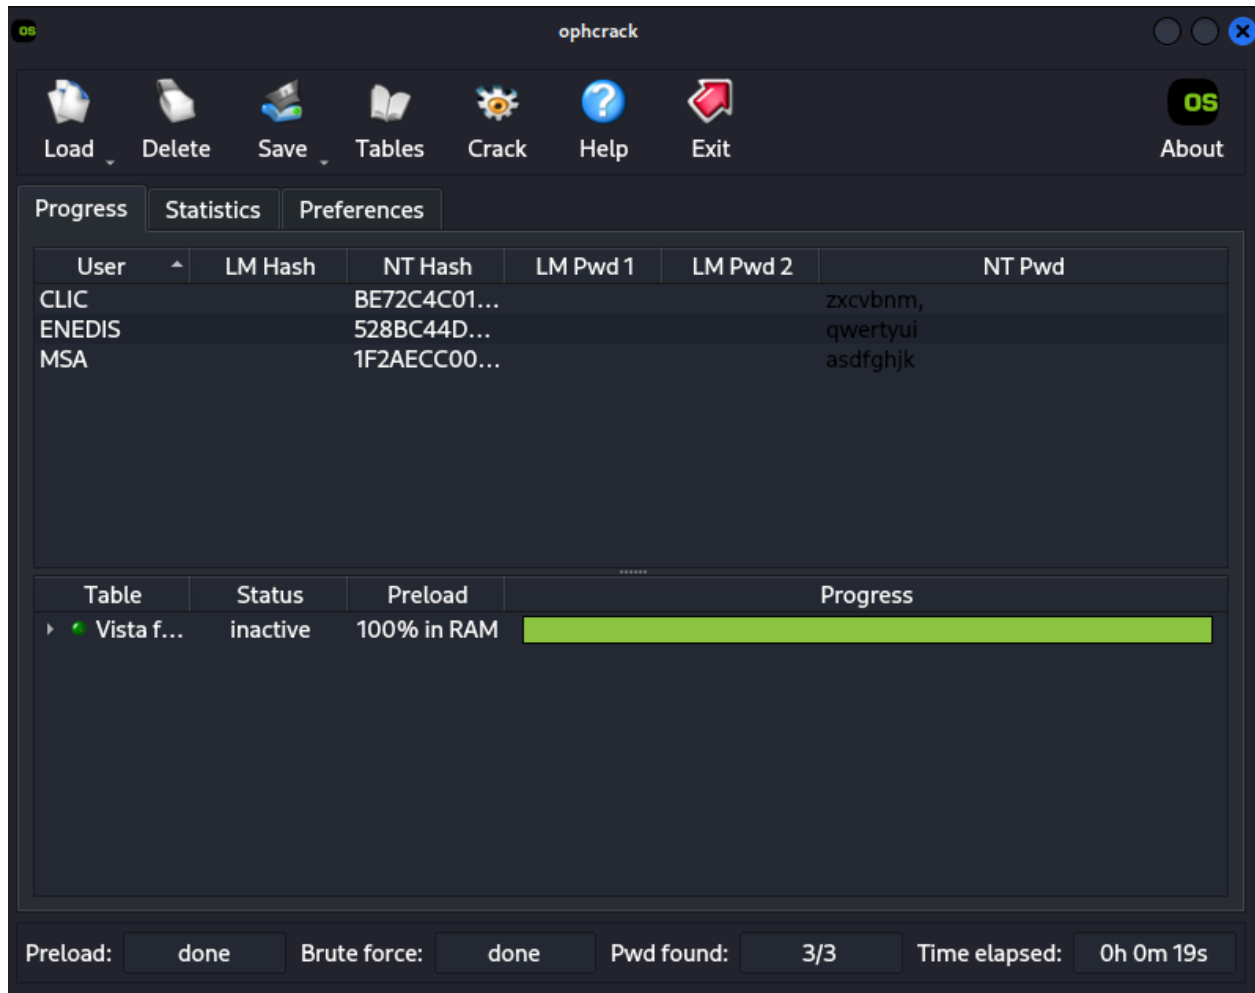 OS ophcrack
Load Delete Save Tables Crack Help Exit OS About
Progress Statistics Preferences
User LM Hash NT Hash LM Pwd 1 LM Pwd 2 NT Pwd
CLIC BE72C4C01... zxcvbnm,
ENEDIS 528BC44D... qwertyui
MSA 1F2AECC00... asdfghjk
Table Status Preload Progress
Vista f... inactive 100% in RAM
Preload: done Brute force: done Pwd found: 3/3 Time elapsed: 0h 0m 19s